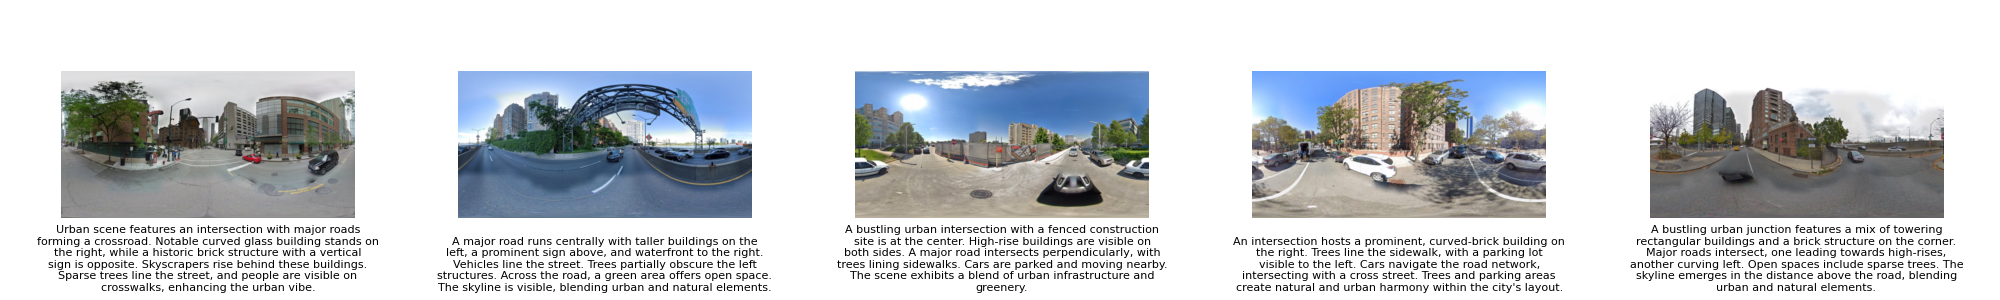 Urban scene features an intersection with major roads
forming a crossroad. Notable curved glass building stands on
the right, while a historic brick structure with a vertical
sign is opposite. Skyscrapers rise behind these buildings.
Sparse trees line the street, and people are visible on
crosswalks, enhancing the urban vibe.
A major road runs centrally with taller buildings on the
left, a prominent sign above, and waterfront to the right.
Vehicles line the street. Trees partially obscure the left
structures. Across the road, a green area offers open space.
The skyline is visible, blending urban and natural elements.
A bustling urban intersection with a fenced construction
site is at the center. High-rise buildings are visible on
both sides. A major road intersects perpendicularly, with
trees lining sidewalks. Cars are parked and moving nearby.
The scene exhibits a blend of urban infrastructure and
greenery.
An intersection hosts a prominent, curved-brick building on
the right. Trees line the sidewalk, with a parking lot
visible to the left. Cars navigate the road network,
intersecting with a cross street. Trees and parking areas
create natural and urban harmony within the city's layout.
A bustling urban junction features a mix of towering
rectangular buildings and a brick structure on the corner.
Major roads intersect, one leading towards high-rises,
another curving left. Open spaces include sparse trees. The
skyline emerges in the distance above the road, blending
urban and natural elements.